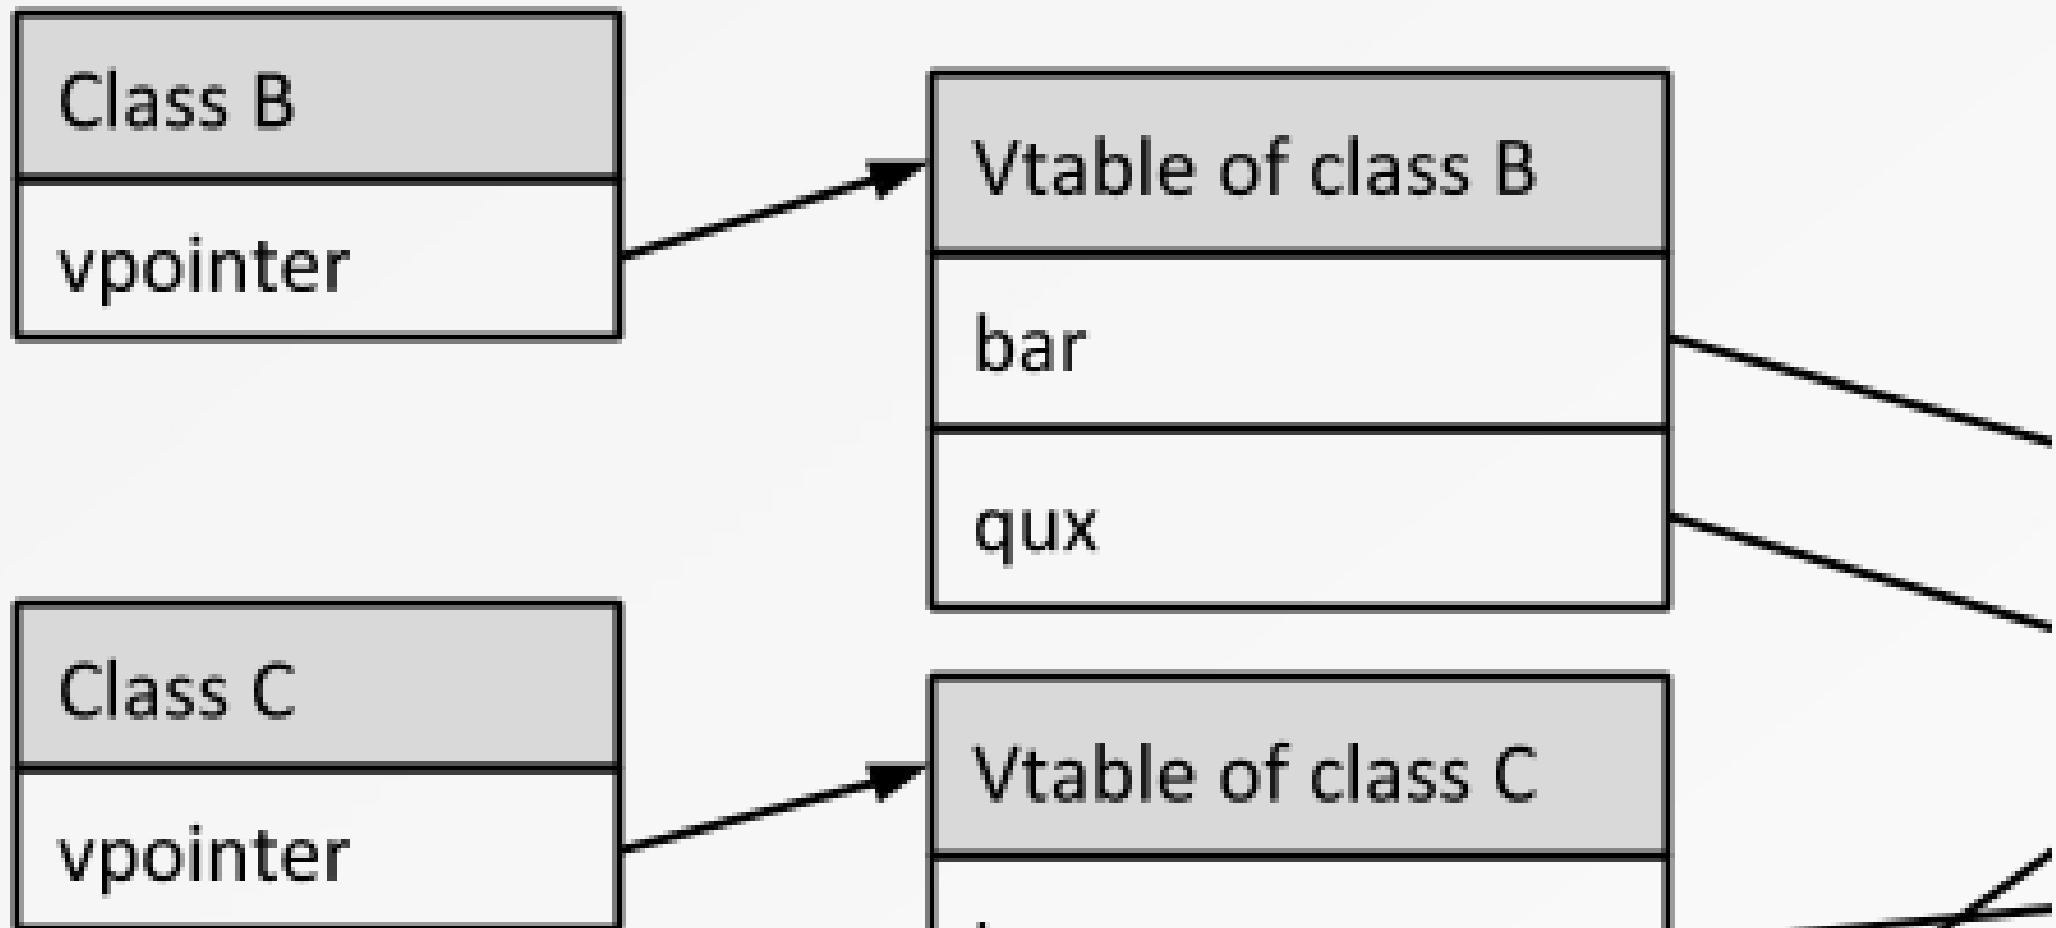 Class B
vpointer
Vtable of class B
bar
qux
Class C
vpointer
Vtable of class C